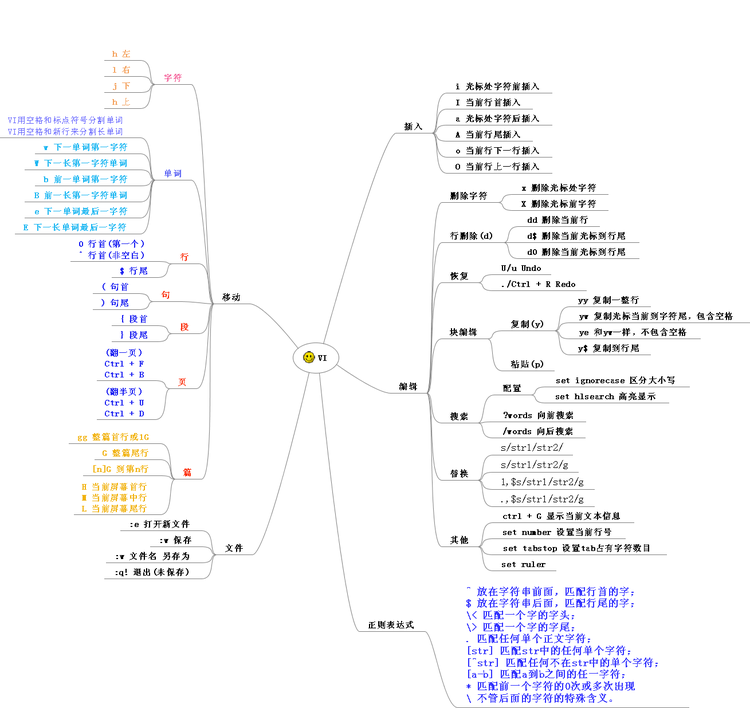 VI
移动
字符
h 左
l 右
j 下
h 上
单词
VI用空格和标点符号分割单词
VI用空格和新行来分割长单词
w 下一单词第一字符
W 下一长第一字符单词
b 前一单词第一字符
B 前一长第一字符单词
e 下一单词最后一字符
E 下一长单词最后一字符
行
0 行首(第一个)
^ 行首(非空白)
$ 行尾
句
( 句首
) 句尾
段
{ 段首
} 段尾
页
(翻一页)
Ctrl + F
Ctrl + B
(翻半页)
Ctrl + U
Ctrl + D
篇
gg 整篇首行或1G
G 整篇尾行
[n]G 到第n行
H 当前屏幕首行
M 当前屏幕中行
L 当前屏幕尾行
文件
:e 打开新文件
:w 保存
:w 文件名 另存为
:q! 退出(未保存)
插入
i 光标处字符前插入
I 当前行首插入
a 光标处字符后插入
A 当前行尾插入
o 当前行下一行插入
O 当前行上一行插入
编辑
删除字符
x 删除光标处字符
X 删除光标前字符
行删除(d)
dd 删除当前行
d$ 删除当前光标到行尾
d0 删除当前光标到行尾
恢复
U/u Undo
./Ctrl + R Redo
块编辑
复制(y)
yy 复制一整行
yw 复制光标当前到字符尾，包含空格
ye 和yw一样，不包含空格
y$ 复制到行尾
粘贴(p)
搜索
配置
set ignorecase 区分大小写
set hlsearch 高亮显示
?words 向前搜索
/words 向后搜索
替换
s/str1/str2/
s/str1/str2/g
1,$s/str1/str2/g
.,$s/str1/str2/g
其他
ctrl + G 显示当前文本信息
set number 设置当前行号
set tabstop 设置tab占有字符数目
set ruler
正则表达式
^ 放在字符串前面，匹配行首的字；
$ 放在字符串后面，匹配行尾的字；
\< 匹配一个字的字头；
\> 匹配一个字的字尾；
. 匹配任何单个正文字符；
[str] 匹配str中的任何单个字符；
[^str] 匹配任何不在str中的单个字符；
[a-b] 匹配a到b之间的任一字符；
* 匹配前一个字符的0次或多次出现
\ 不管后面的字符的特殊含义。